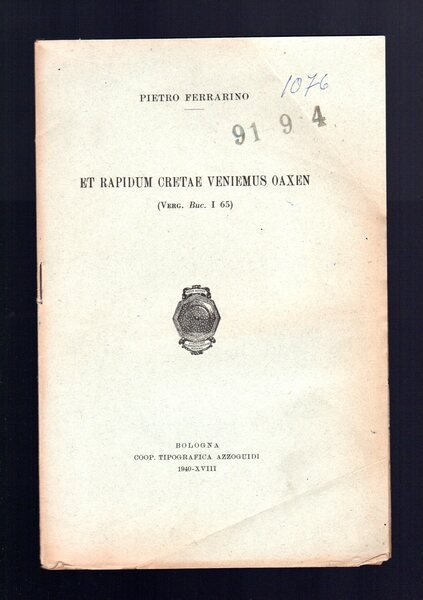 1076
PIETRO FERRARINO
91 9 4
ET RAPIDUM CRETAE VENIEMUS OAXEN
(VERG. Buc. I 65)
BOLOGNA
COOP. TIPOGRAFICA AZZOGUIDI
1940-XVIII